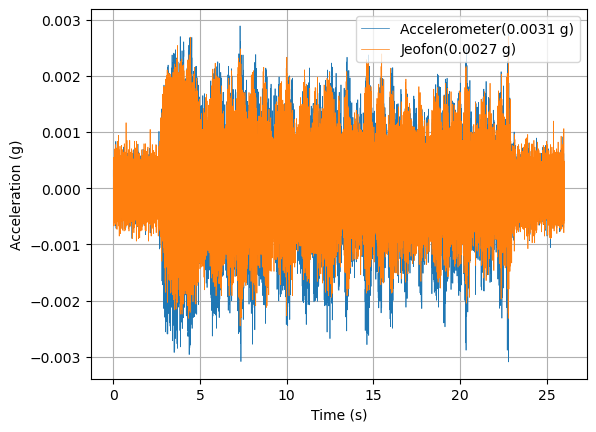 Accelerometer(0.0031 g)
Jeofon(0.0027 g)
0.003
0.002
0.001
0.000
−0.001
−0.002
−0.003
Acceleration (g)
0 5 10 15 20 25
Time (s)